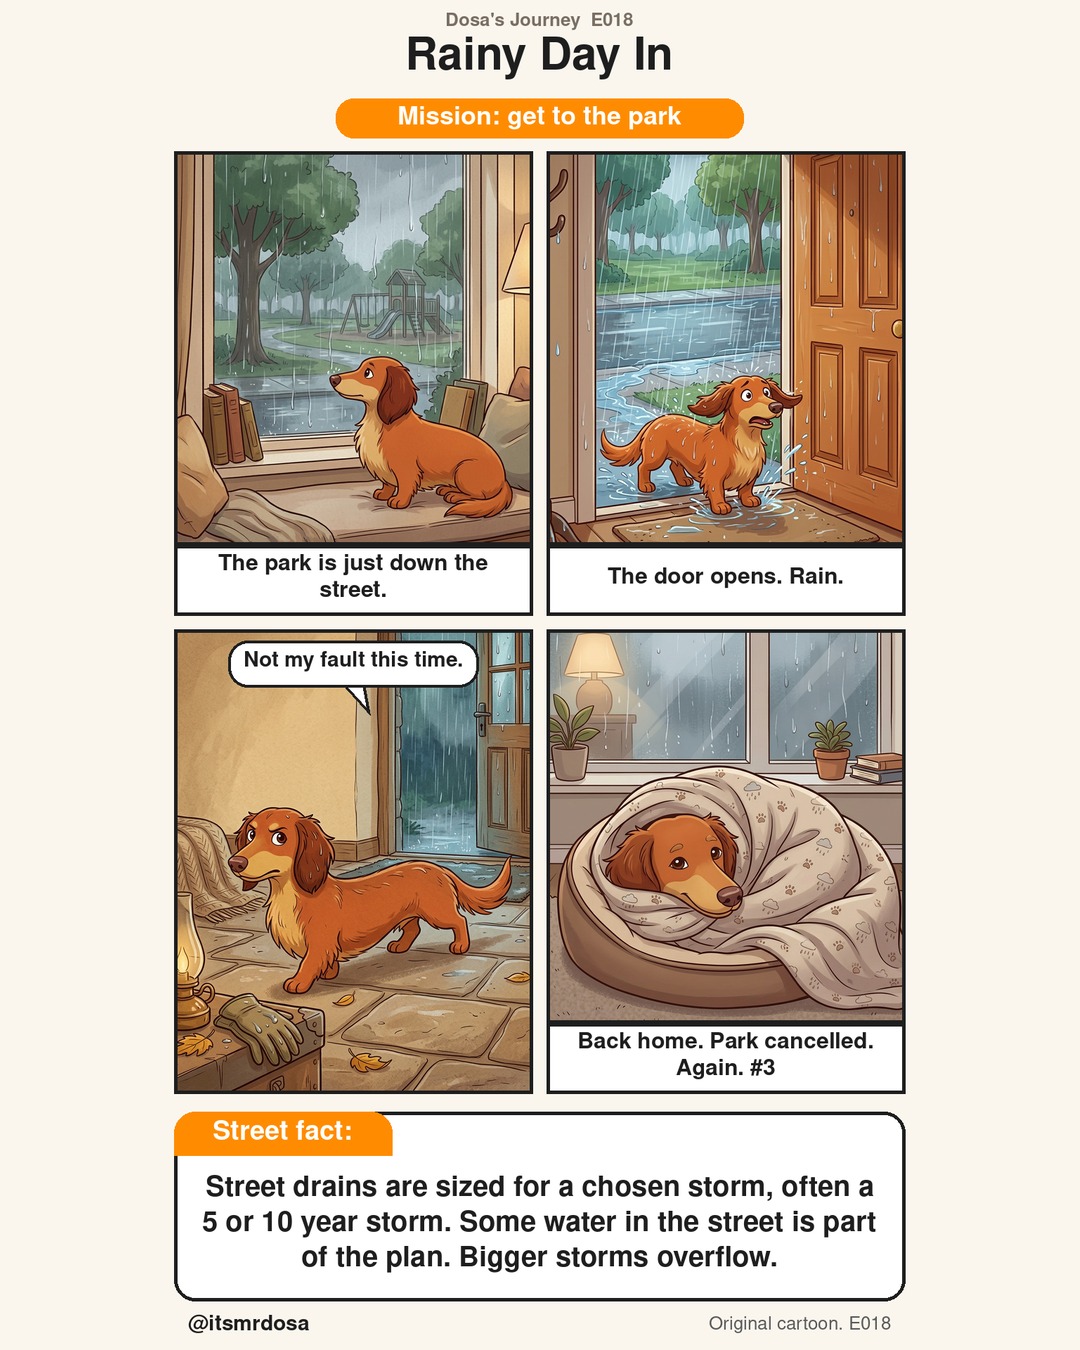 Dosa's Journey E018
Rainy Day In
Mission: get to the park
The park is just down the
street.
The door opens. Rain.
Not my fault this time.
Back home. Park cancelled.
Again. #3
Street fact:
Street drains are sized for a chosen storm, often a
5 or 10 year storm. Some water in the street is part
of the plan. Bigger storms overflow.
@itsmrdosa
Original cartoon. E018